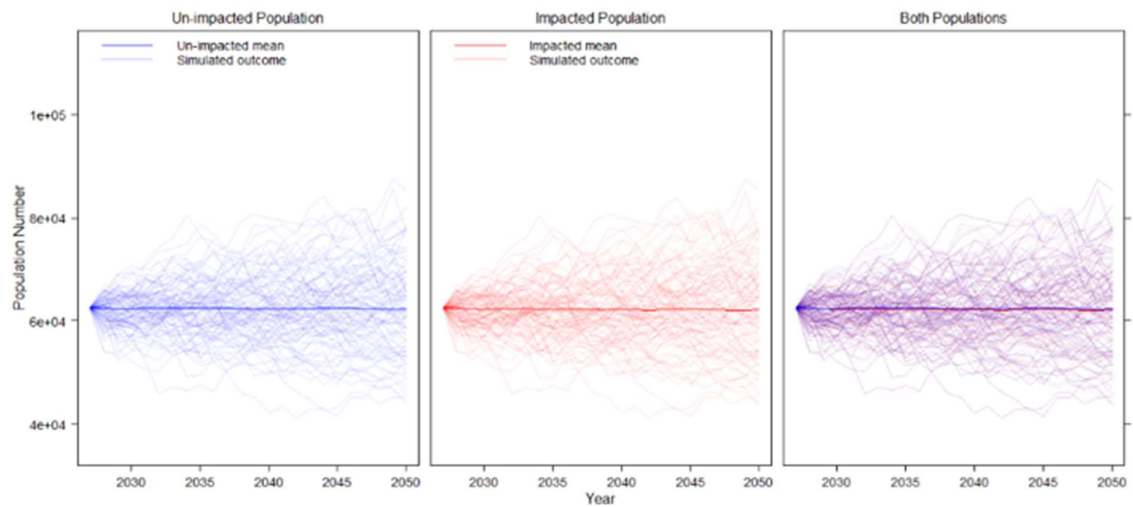 Un-impacted Population
Impacted Population
Both Populations
Un-impacted mean
Simulated outcome
Impacted mean
Simulated outcome
Population Number
1e+05
8e+04
6e+04
4e+04
2030 2035 2040 2045 2050
2030 2035 2040 2045 2050
2030 2035 2040 2045 2050
Year